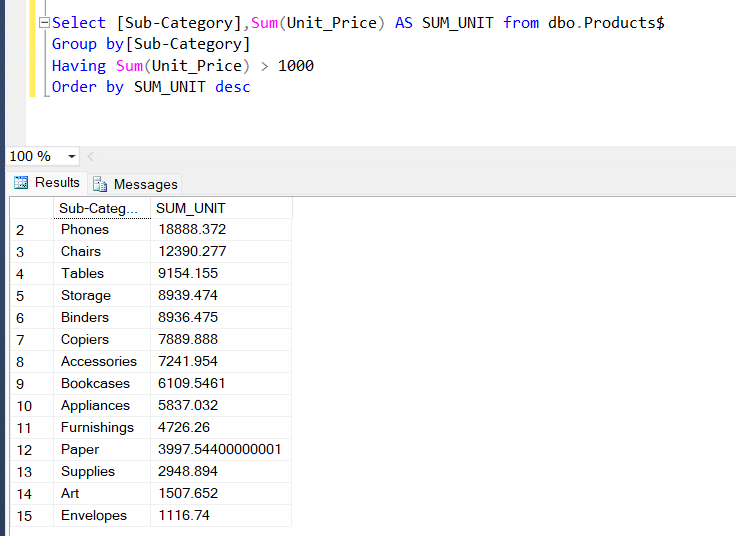 Select [Sub-Category],Sum(Unit_Price) AS SUM_UNIT from dbo.Products$
Group by[Sub-Category]
Having Sum(Unit_Price) > 1000
Order by SUM_UNIT desc
100 %
Results Messages
Sub-Categ... SUM_UNIT
2 Phones 18888.372
3 Chairs 12390.277
4 Tables 9154.155
5 Storage 8939.474
6 Binders 8936.475
7 Copiers 7889.888
8 Accessories 7241.954
9 Bookcases 6109.5461
10 Appliances 5837.032
11 Furnishings 4726.26
12 Paper 3997.54400000001
13 Supplies 2948.894
14 Art 1507.652
15 Envelopes 1116.74